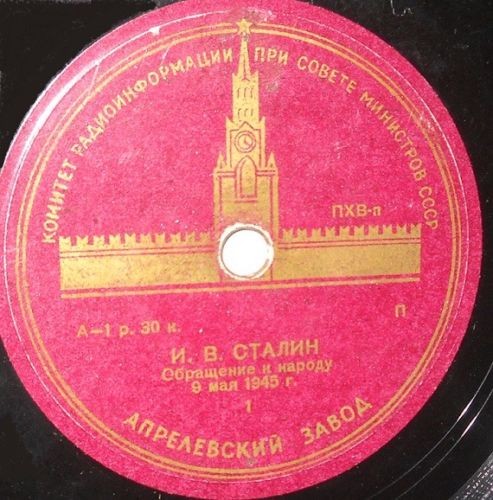 КОМИТЕТ РАДИОИНФОРМАЦИИ ПРИ СОВЕТЕ МИНИСТРОВ СССР
ПХВ-п
А-1 р. 30 к.
П
И. В. СТАЛИН
Обращение к народу
9 мая 1945 г.
1
АПРЕЛЕВСКИЙ ЗАВОД